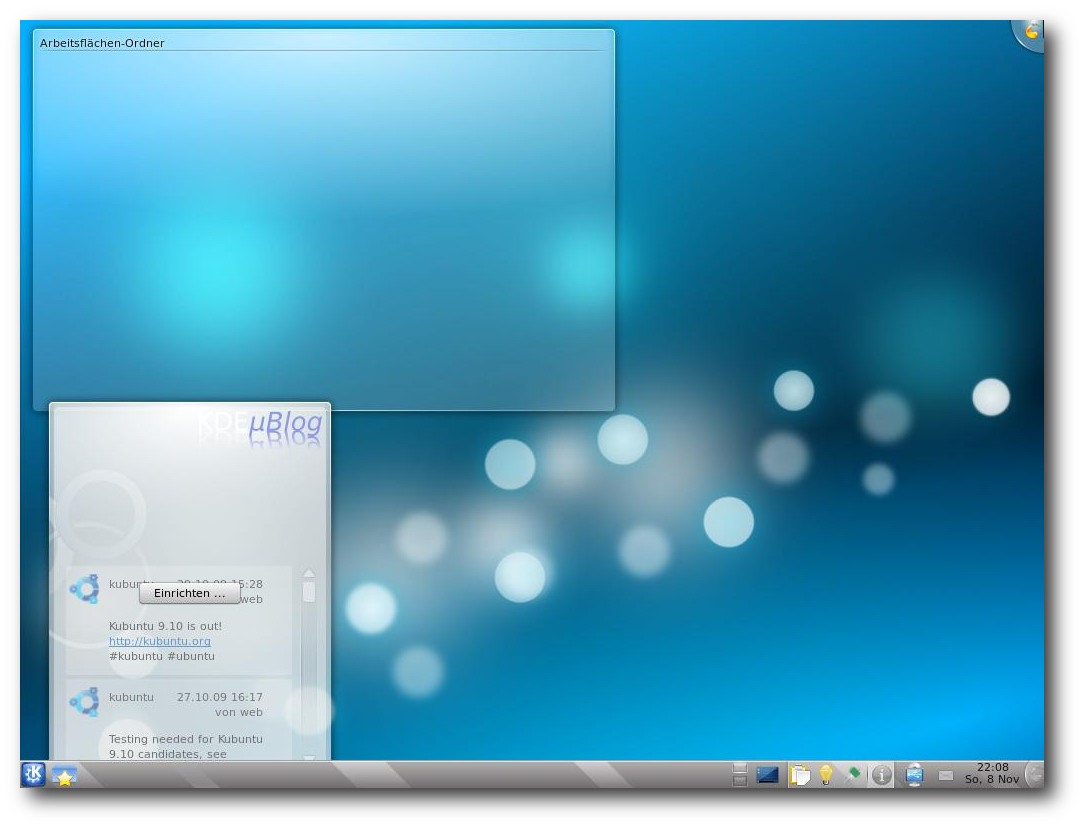 Arbeitsflächen-Ordner
KDE µBlog
kubuntu 29.10.09 15:28
Einrichten ...
web
Kubuntu 9.10 is out!
http://kubuntu.org
#kubuntu #ubuntu
kubuntu 27.10.09 16:17
von web
Testing needed for Kubuntu
9.10 candidates, see
22:08
So, 8 Nov